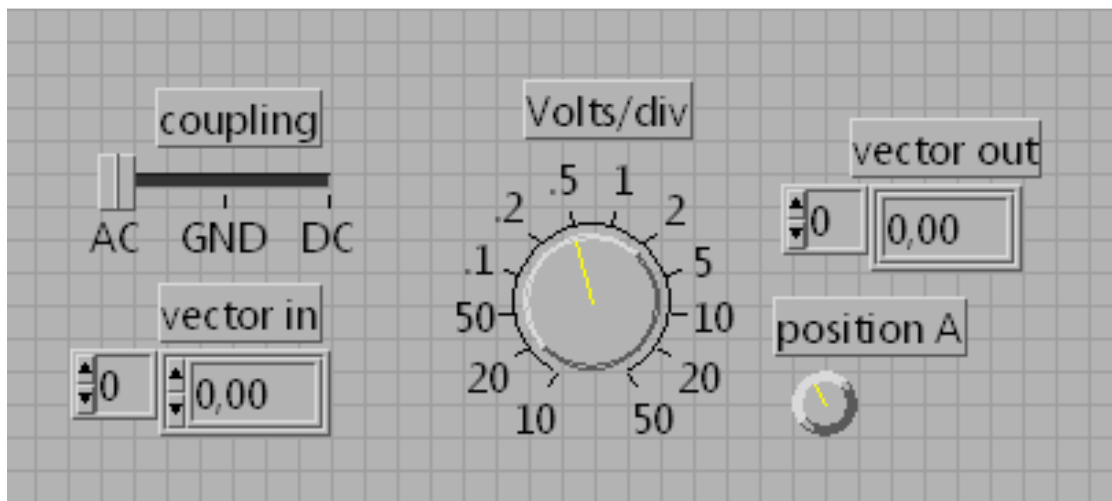 coupling
AC GND DC
vector in
0
0,00
Volts/div
.5 1
.2 2
.1 5
50 10
20 20
10 50
vector out
0
0,00
position A